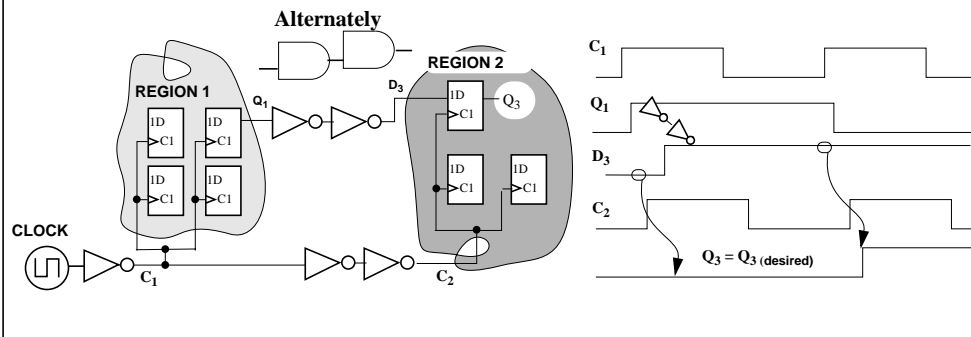 Alternately
REGION 1
REGION 2
Q1
D3
1D
C1
1D
C1
1D
C1
1D
C1
1D
C1
Q3
1D
C1
1D
C1
CLOCK
C1
C2
C1
Q1
D3
C2
Q3 = Q3 (desired)